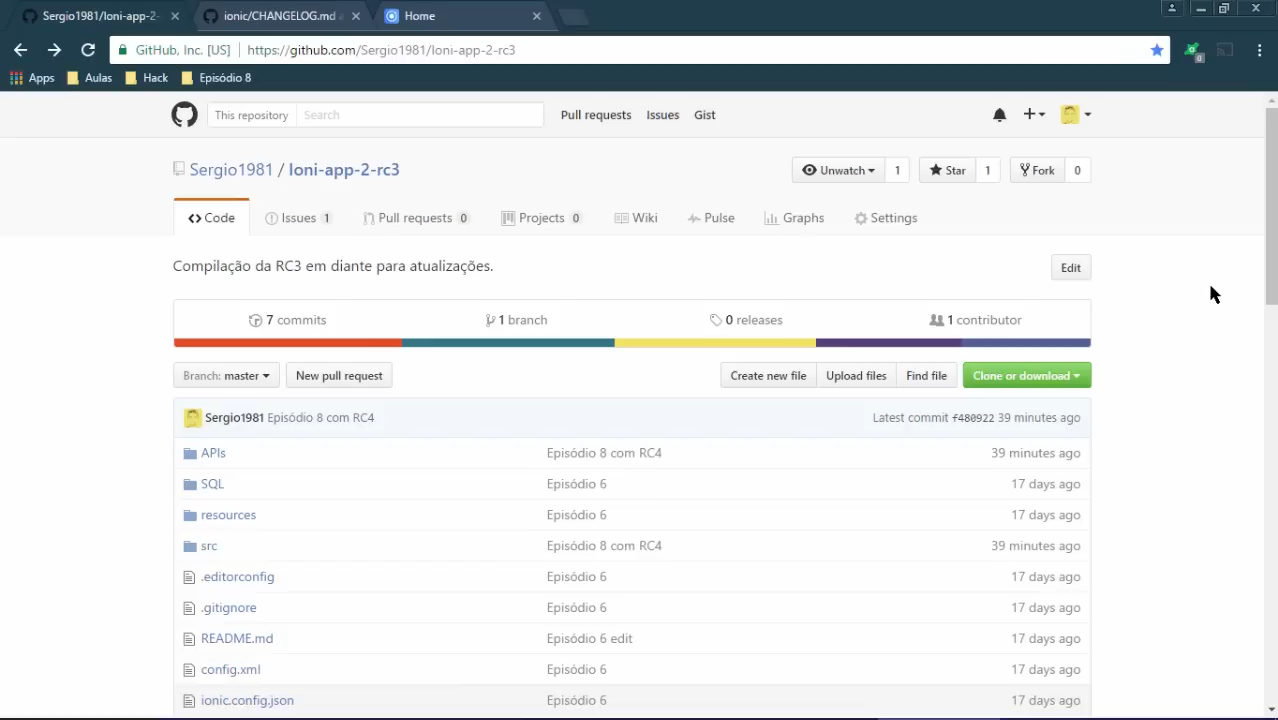 Sergio1981/Ioni-app-2-
ionic/CHANGELOG.md a
Home
GitHub, Inc. [US] https://github.com/Sergio1981/Ioni-app-2-rc3
0
Apps Aulas Hack Episódio 8
This repository Search Pull requests Issues Gist
Sergio1981 / Ioni-app-2-rc3
Unwatch 1 Star 1 Fork 0
Code Issues 1 Pull requests 0 Projects 0 Wiki Pulse Graphs Settings
Compilação da RC3 em diante para atualizações. Edit
7 commits 1 branch 0 releases 1 contributor
Branch: master New pull request Create new file Upload files Find file Clone or download
Sergio1981 Episódio 8 com RC4 Latest commit f480922 39 minutes ago
APIs Episódio 8 com RC4 39 minutes ago
SQL Episódio 6 17 days ago
resources Episódio 6 17 days ago
src Episódio 8 com RC4 39 minutes ago
.editorconfig Episódio 6 17 days ago
.gitignore Episódio 6 17 days ago
README.md Episódio 6 edit 17 days ago
config.xml Episódio 6 17 days ago
ionic.config.json Episódio 6 17 days ago